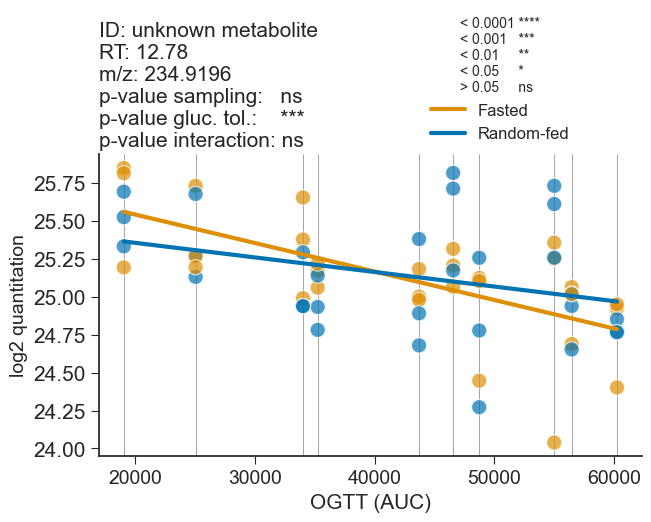 ID: unknown metabolite
RT: 12.78
m/z: 234.9196
p-value sampling: ns
p-value gluc. tol.: ***
p-value interaction: ns
< 0.0001 ****
< 0.001 ***
< 0.01 **
< 0.05 *
> 0.05 ns
Fasted
Random-fed
25.75
25.50
25.25
25.00
24.75
24.50
24.25
24.00
log2 quantitation
20000 30000 40000 50000 60000
OGTT (AUC)